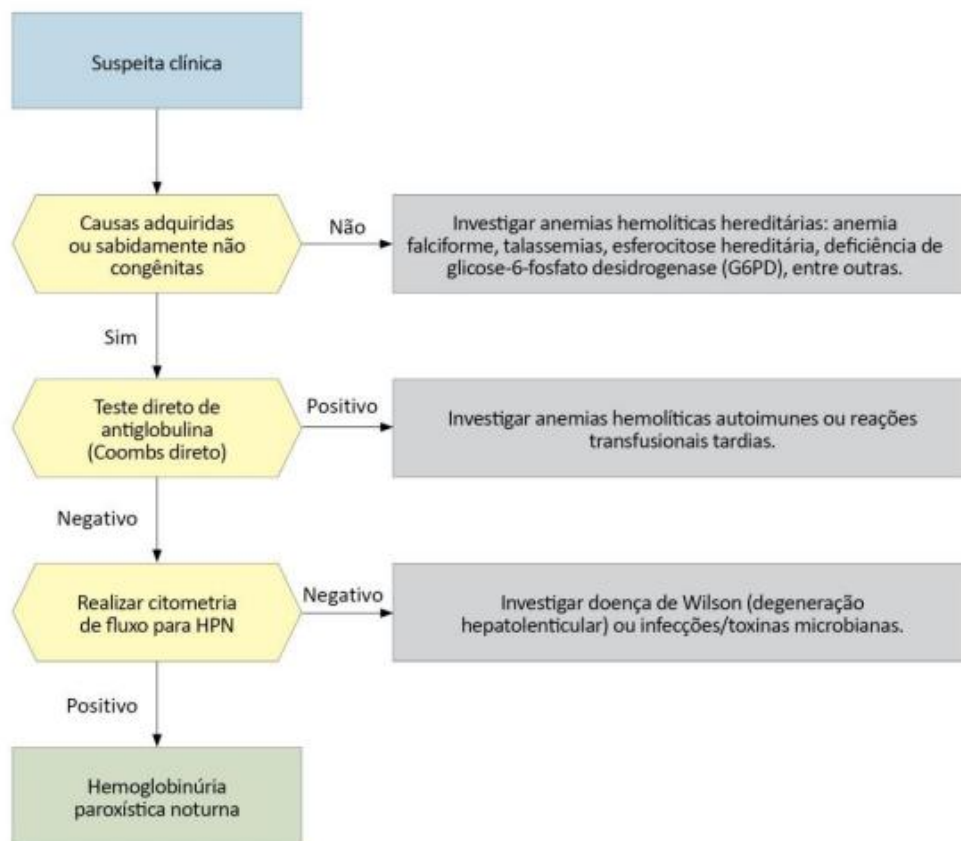 Suspeita clínica
Causas adquiridas
ou sabidamente não
congênitas
Não
Investigar anemias hemolíticas hereditárias: anemia
falciforme, talassemias, esferocitose hereditária, deficiência de
glicose-6-fosfato desidrogenase (G6PD), entre outras.
Sim
Teste direto de
antiglobulina
(Coombs direto)
Positivo
Investigar anemias hemolíticas autoimunes ou reações
transfusionais tardias.
Negativo
Realizar citometria
de fluxo para HPN
Negativo
Investigar doença de Wilson (degeneração
hepatolenticular) ou infecções/toxinas microbianas.
Positivo
Hemoglobinúria
paroxística noturna